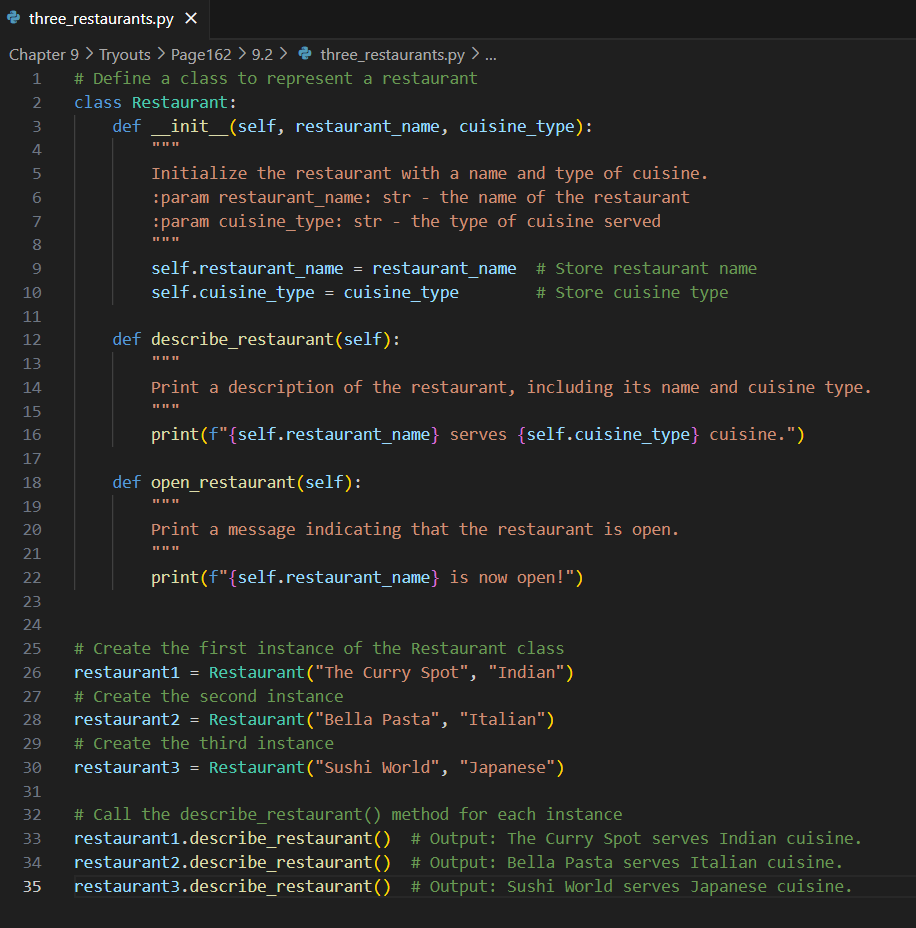 three_restaurants.py
Chapter 9 > Tryouts > Page162 > 9.2 > three_restaurants.py > ...
1 # Define a class to represent a restaurant
2 class Restaurant:
3     def __init__(self, restaurant_name, cuisine_type):
4         """
5         Initialize the restaurant with a name and type of cuisine.
6         :param restaurant_name: str - the name of the restaurant
7         :param cuisine_type: str - the type of cuisine served
8         """
9         self.restaurant_name = restaurant_name  # Store restaurant name
10         self.cuisine_type = cuisine_type        # Store cuisine type
11
12     def describe_restaurant(self):
13         """
14         Print a description of the restaurant, including its name and cuisine type.
15         """
16         print(f"{self.restaurant_name} serves {self.cuisine_type} cuisine.")
17
18     def open_restaurant(self):
19         """
20         Print a message indicating that the restaurant is open.
21         """
22         print(f"{self.restaurant_name} is now open!")
23
24
25 # Create the first instance of the Restaurant class
26 restaurant1 = Restaurant("The Curry Spot", "Indian")
27 # Create the second instance
28 restaurant2 = Restaurant("Bella Pasta", "Italian")
29 # Create the third instance
30 restaurant3 = Restaurant("Sushi World", "Japanese")
31
32 # Call the describe_restaurant() method for each instance
33 restaurant1.describe_restaurant()  # Output: The Curry Spot serves Indian cuisine.
34 restaurant2.describe_restaurant()  # Output: Bella Pasta serves Italian cuisine.
35 restaurant3.describe_restaurant()  # Output: Sushi World serves Japanese cuisine.